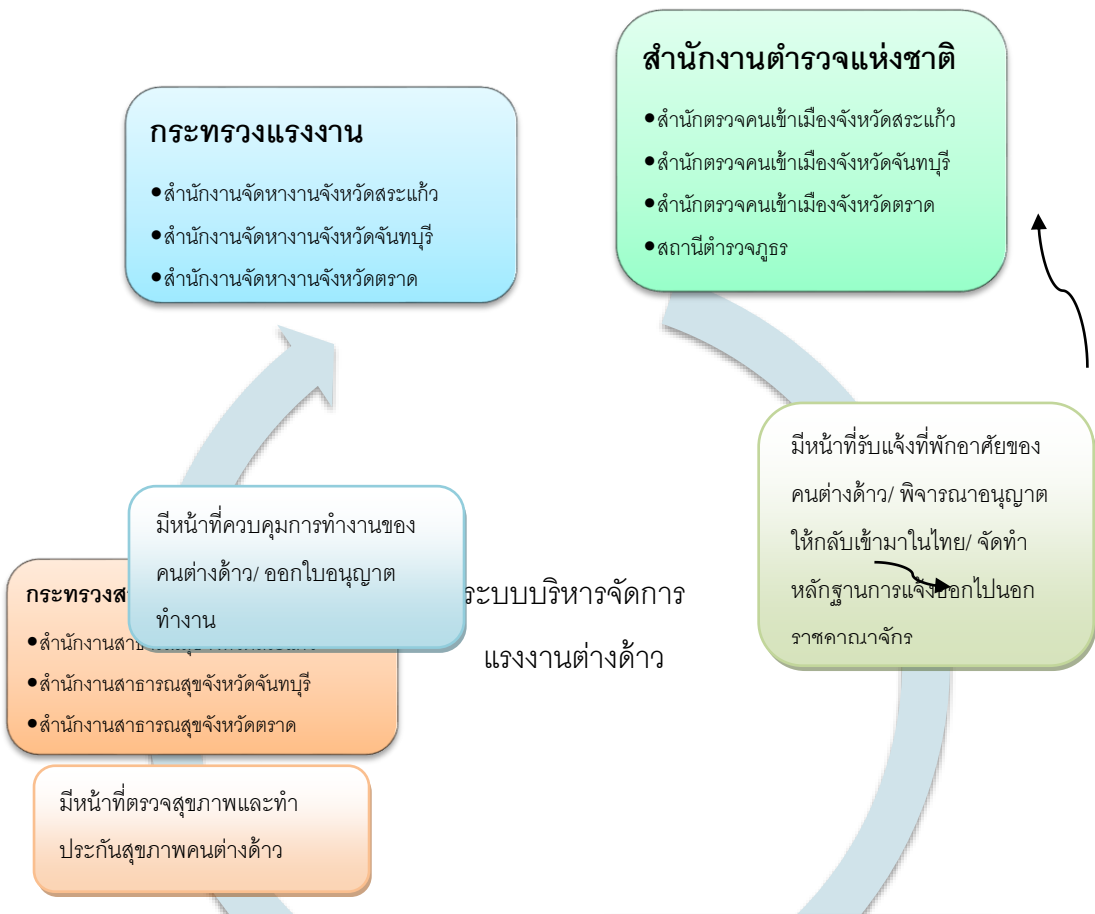 สำนักงานตำรวจแห่งชาติ
●สำนักตรวจคนเข้าเมืองจังหวัดสระแก้ว
●สำนักตรวจคนเข้าเมืองจังหวัดจันทบุรี
●สำนักตรวจคนเข้าเมืองจังหวัดตราด
●สถานีตำรวจภูธร
กระทรวงแรงงาน
●สำนักงานจัดหางานจังหวัดสระแก้ว
●สำนักงานจัดหางานจังหวัดจันทบุรี
●สำนักงานจัดหางานจังหวัดตราด
มีหน้าที่รับแจ้งที่พักอาศัยของ
คนต่างด้าว/ พิจารณาอนุญาต
ให้กลับเข้ามาในไทย/ จัดทำ
หลักฐานการแจ้งออกไปนอก
ราชคาณาจักร
มีหน้าที่ควบคุมการทำงานของ
คนต่างด้าว/ ออกใบอนุญาต
ทำงาน
ระบบบริหารจัดการ
แรงงานต่างด้าว
กระทรวงส
●สำนักงานสา
●สำนักงานสาธารณสุขจังหวัดจันทบุรี
●สำนักงานสาธารณสุขจังหวัดตราด
มีหน้าที่ตรวจสุขภาพและทำ
ประกันสุขภาพคนต่างด้าว